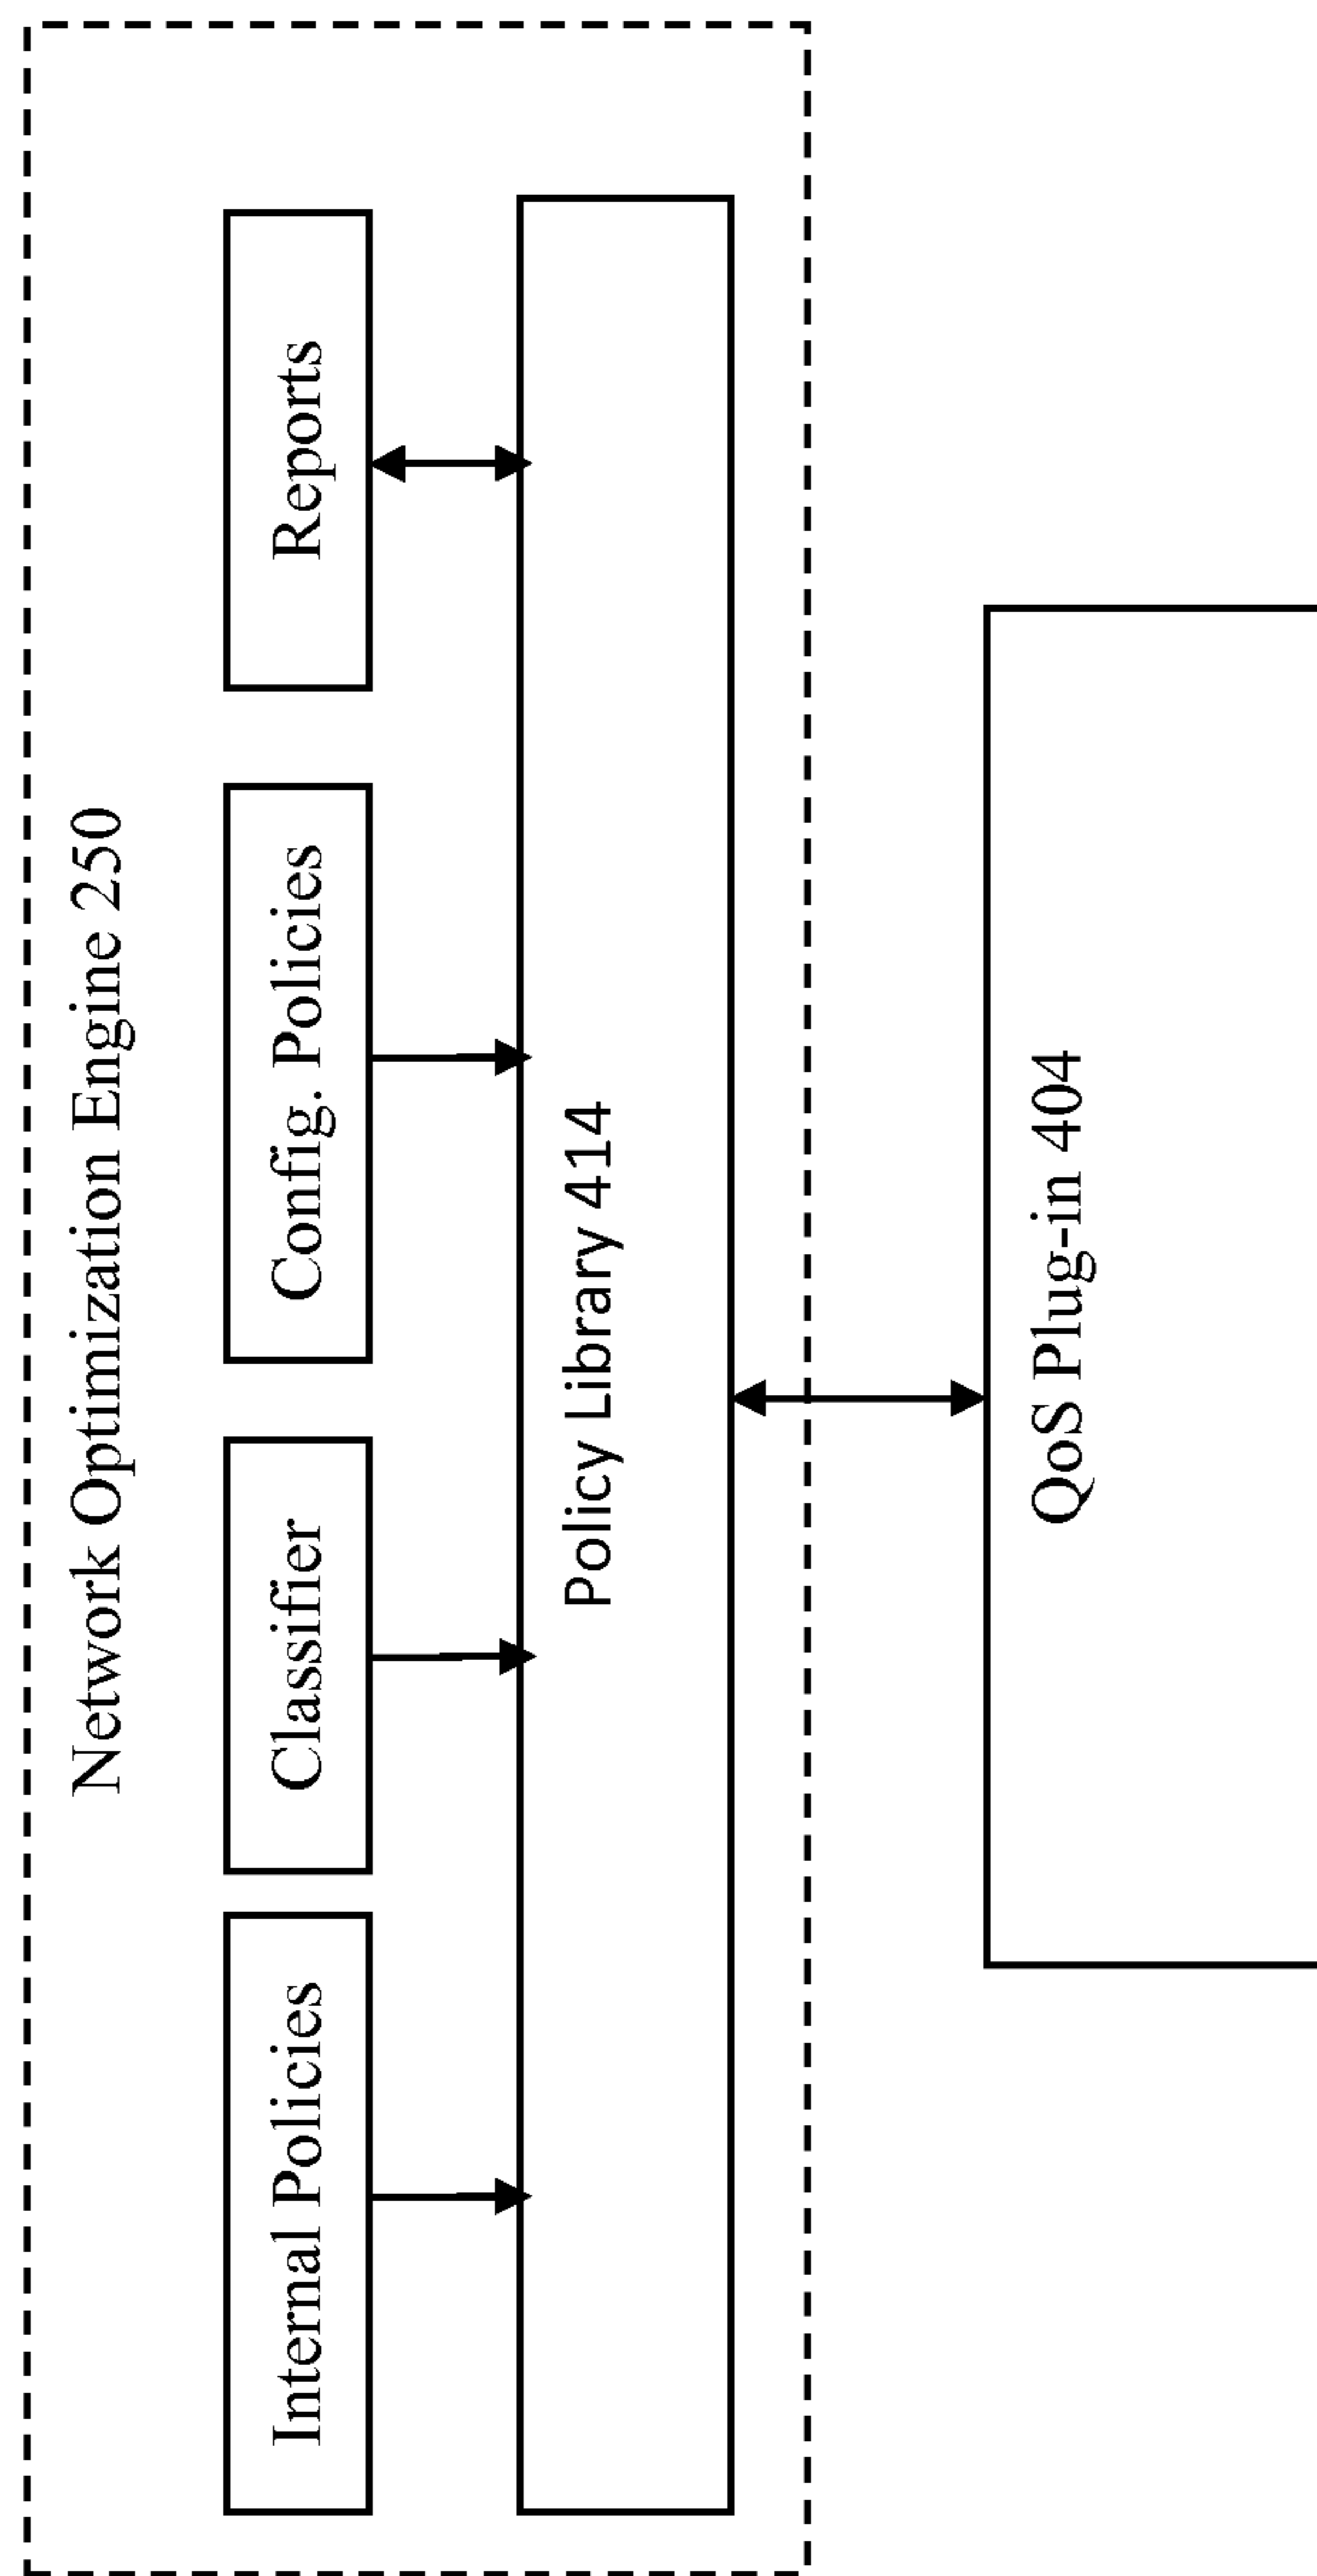 Network Optimization Engine 250
Internal Policies
Classifier
Config. Policies
Reports
Policy Library 414
QoS Plug-in 404